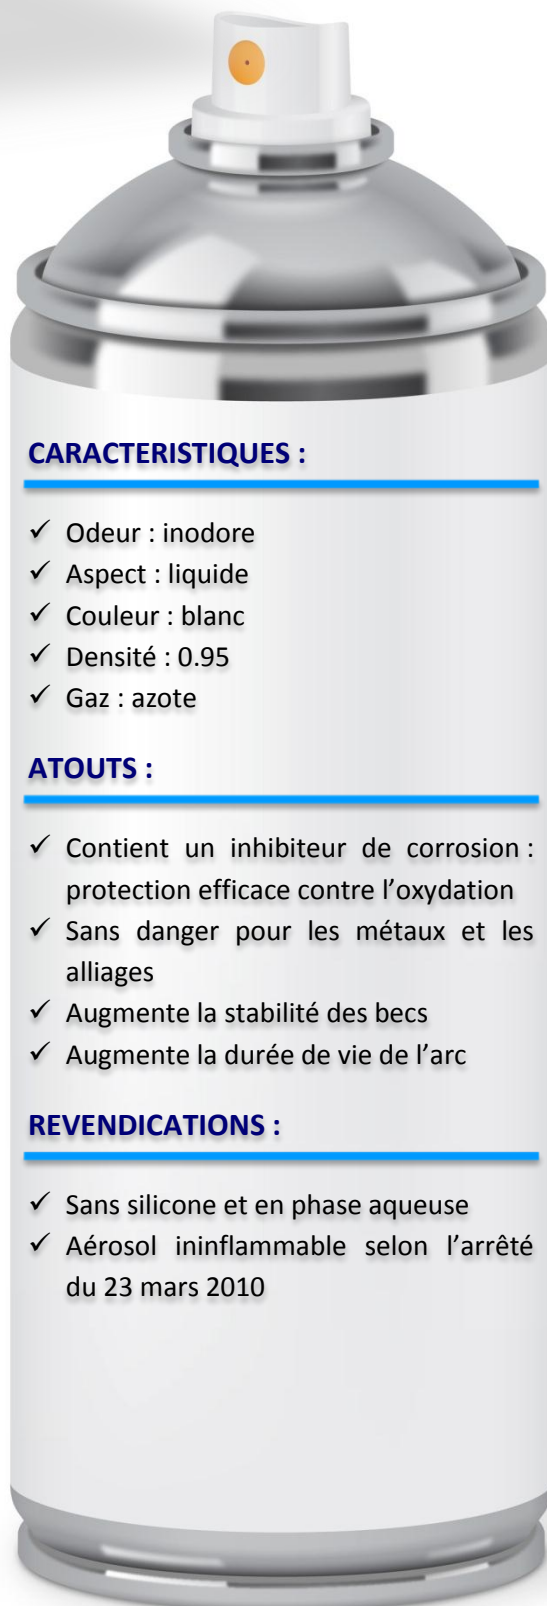 CARACTERISTIQUES :
✓ Odeur : inodore
✓ Aspect : liquide
✓ Couleur : blanc
✓ Densité : 0.95
✓ Gaz : azote
ATOUTS :
✓ Contient un inhibiteur de corrosion :
protection efficace contre l’oxydation
✓ Sans danger pour les métaux et les
alliages
✓ Augmente la stabilité des becs
✓ Augmente la durée de vie de l’arc
REVENDICATIONS :
✓ Sans silicone et en phase aqueuse
✓ Aérosol ininflammable selon l’arrêté
du 23 mars 2010